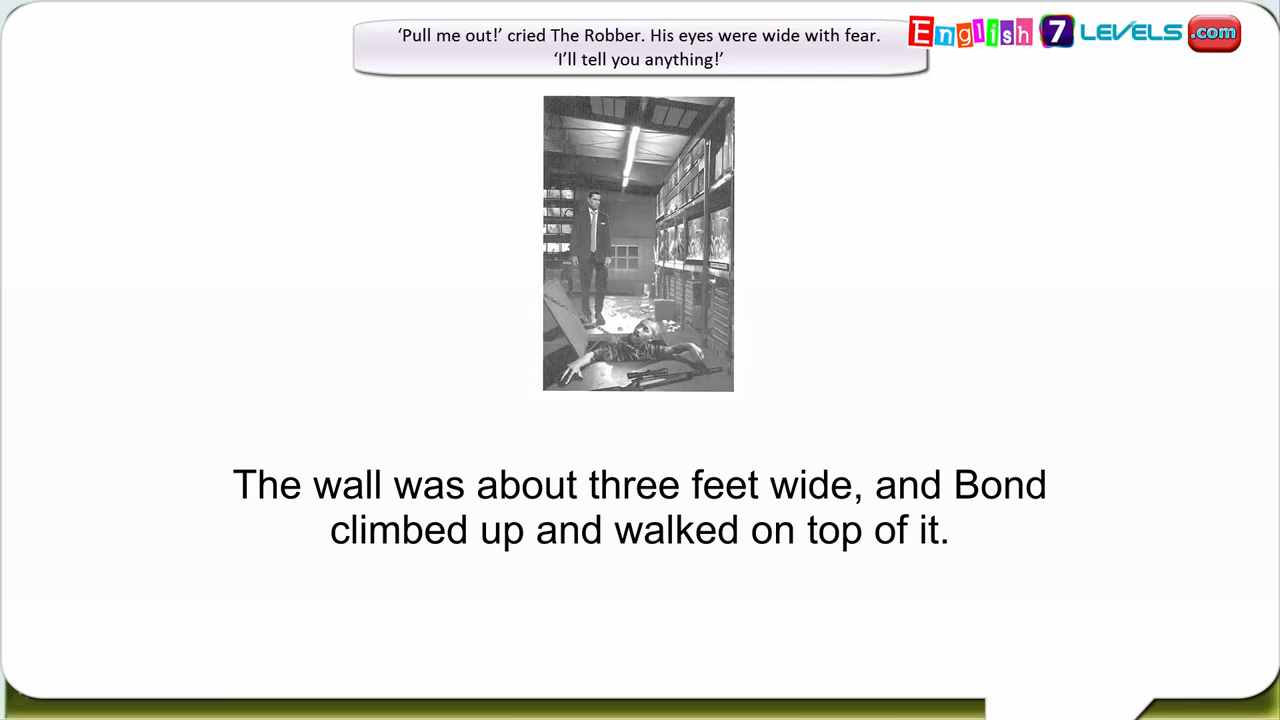 ‘Pull me out!’ cried The Robber. His eyes were wide with fear.
‘I’ll tell you anything!’
English 7 LEVELS .com
The wall was about three feet wide, and Bond
climbed up and walked on top of it.